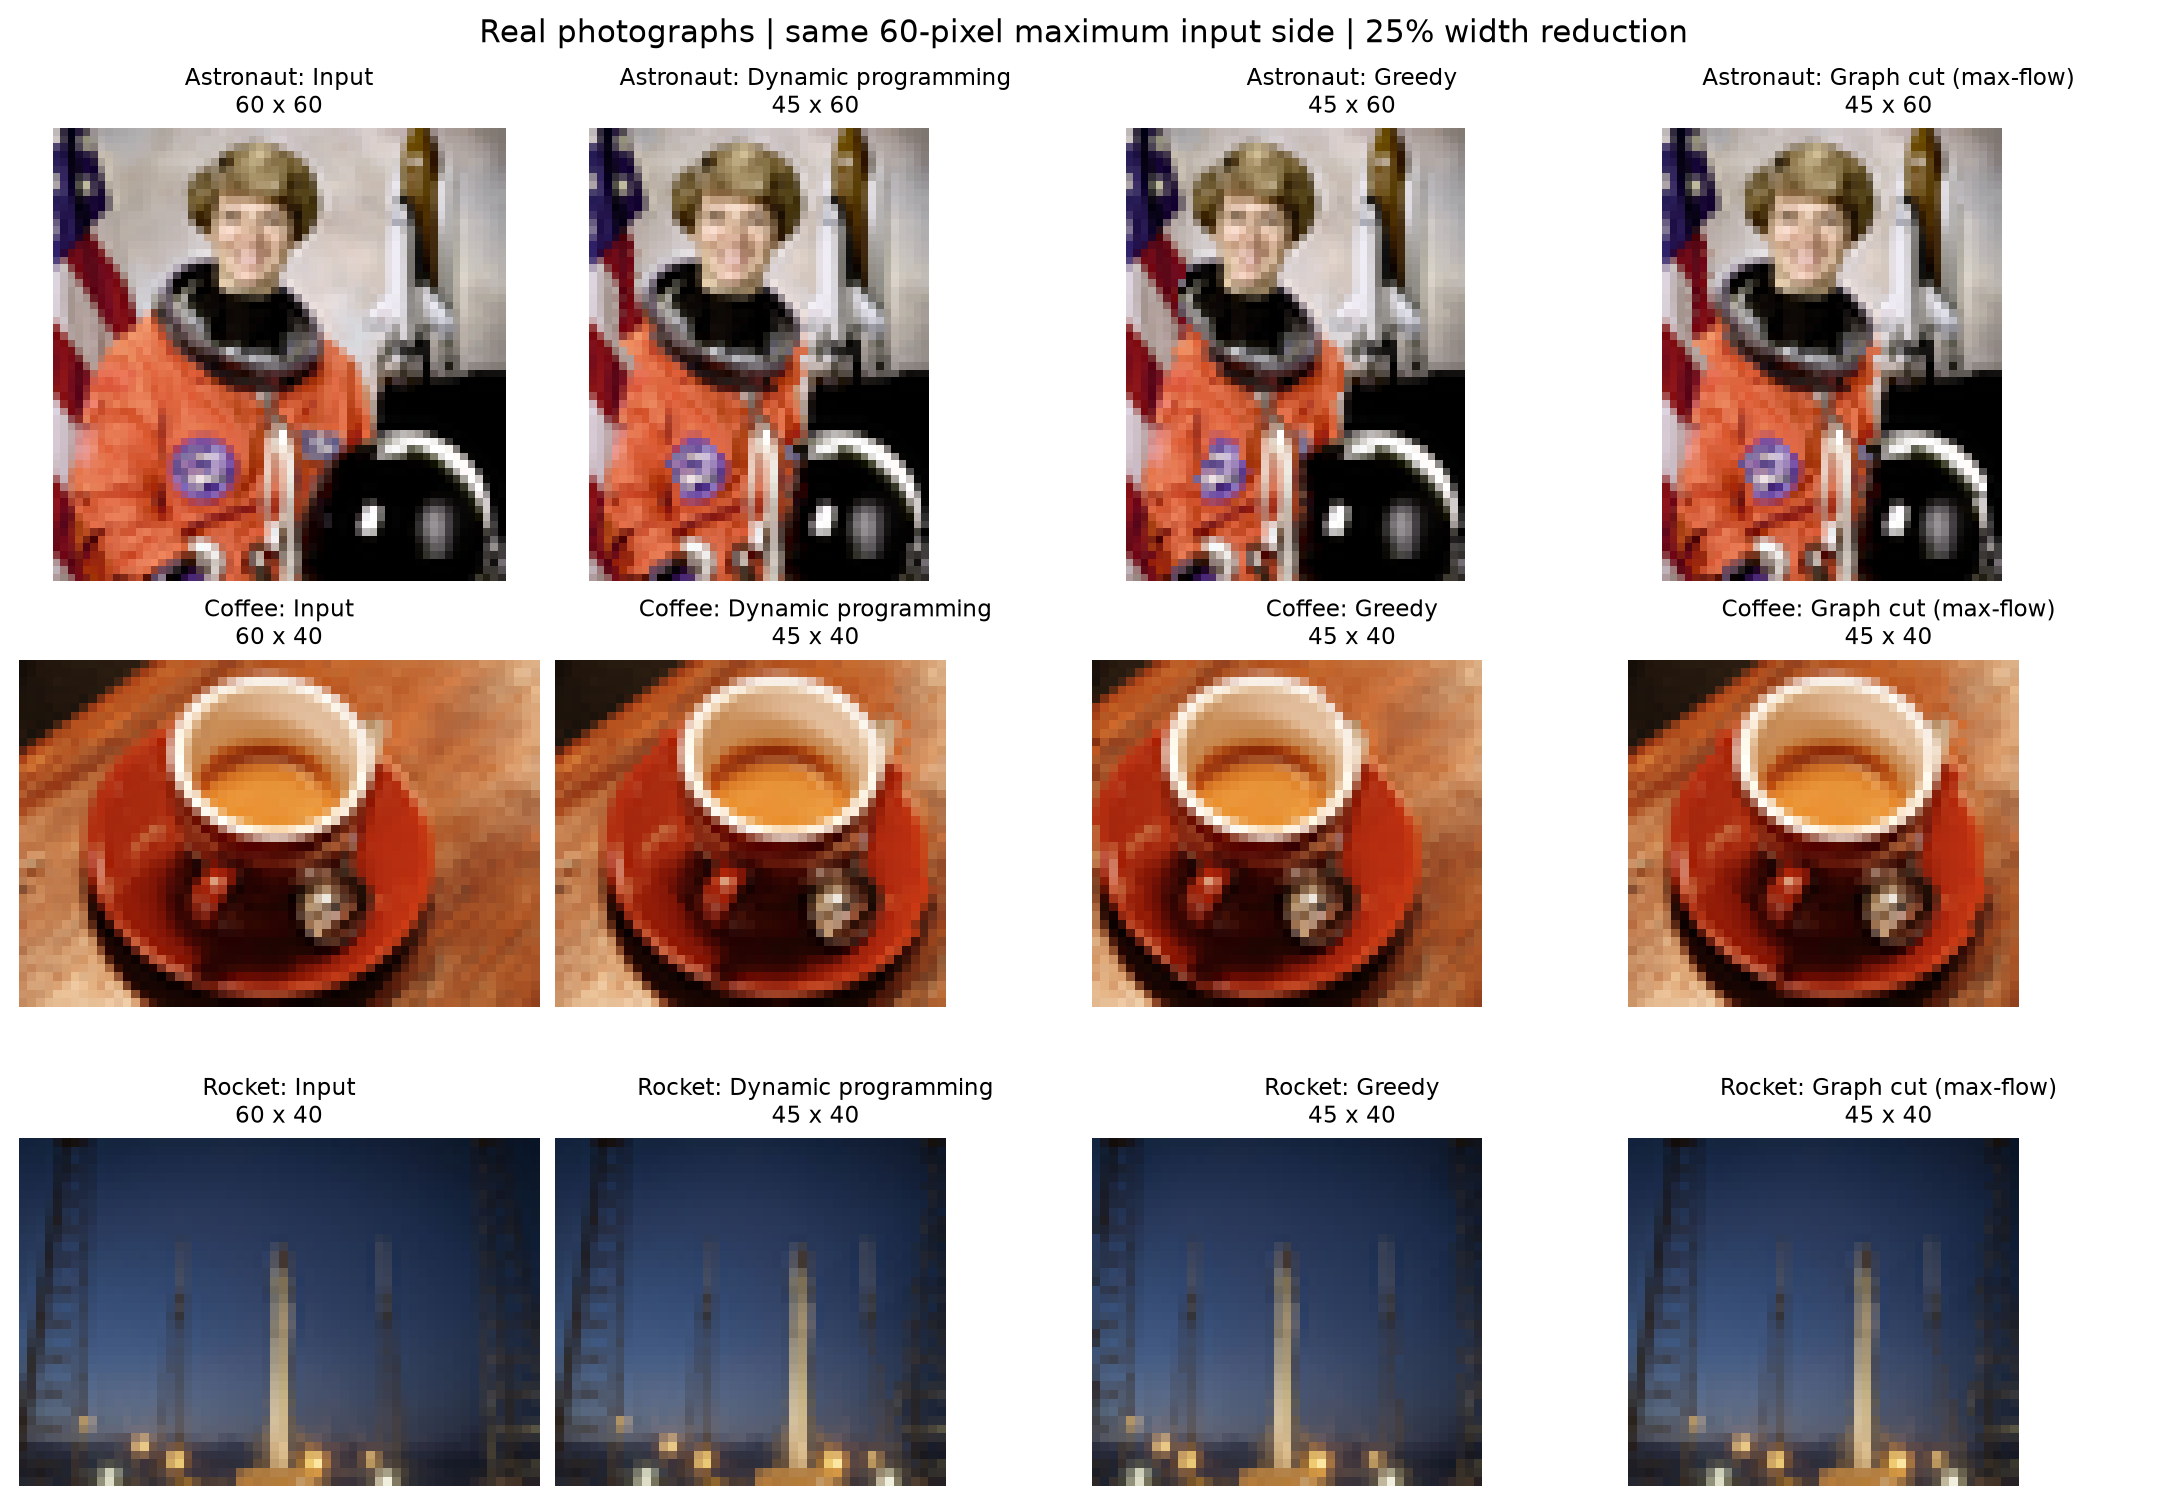 Real photographs | same 60-pixel maximum input side | 25% width reduction
Astronaut: Input
60 x 60
Astronaut: Dynamic programming
45 x 60
Astronaut: Greedy
45 x 60
Astronaut: Graph cut (max-flow)
45 x 60
Coffee: Input
60 x 40
Coffee: Dynamic programming
45 x 40
Coffee: Greedy
45 x 40
Coffee: Graph cut (max-flow)
45 x 40
Rocket: Input
60 x 40
Rocket: Dynamic programming
45 x 40
Rocket: Greedy
45 x 40
Rocket: Graph cut (max-flow)
45 x 40